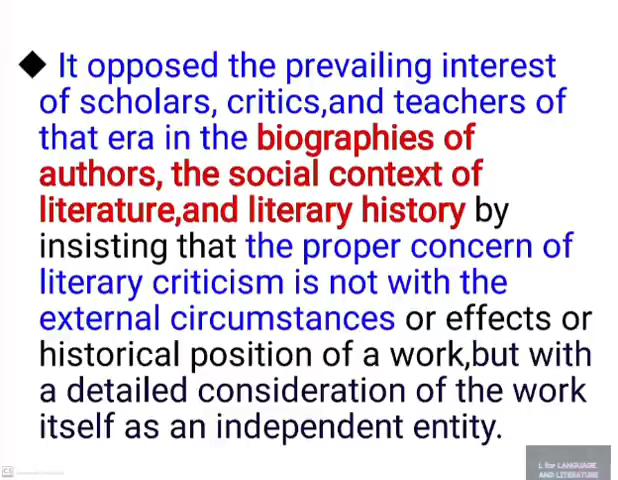 It opposed the prevailing interest
of scholars, critics,and teachers of
that era in the biographies of
authors, the social context of
literature,and literary history by
insisting that the proper concern of
literary criticism is not with the
external circumstances or effects or
historical position of a work,but with
a detailed consideration of the work
itself as an independent entity.
L for LANGUAGE
AND LITERATURE
CS